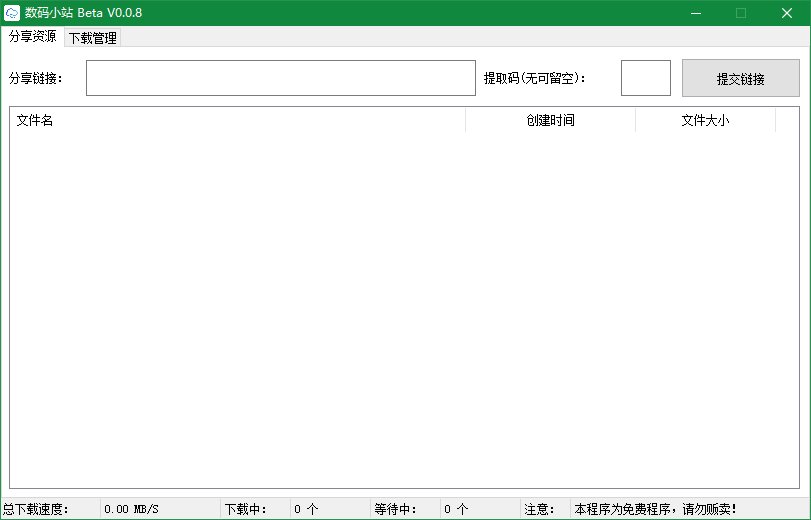 数码小站 Beta V0.0.8
分享资源 下载管理
分享链接： 提取码(无可留空)： 提交链接
文件名 创建时间 文件大小
总下载速度： 0.00 MB/S 下载中： 0 个 等待中： 0 个 注意： 本程序为免费程序，请勿贩卖！